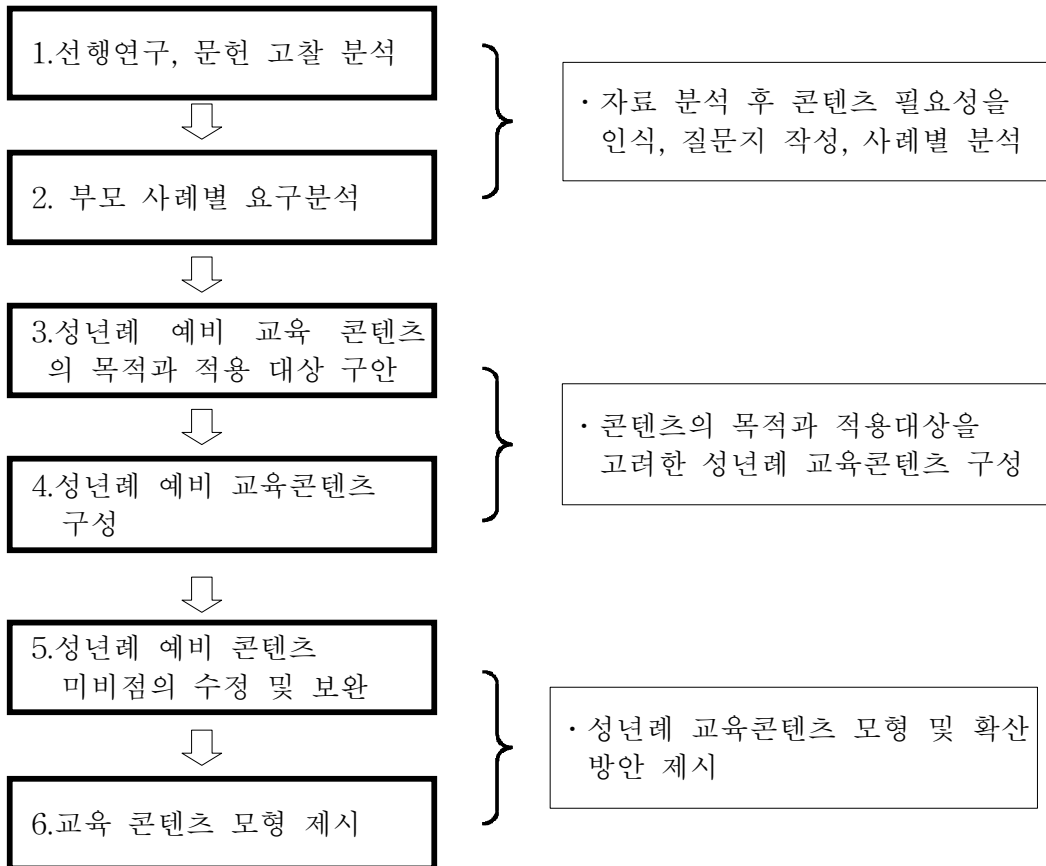 1.선행연구, 문헌 고찰 분석
· 자료 분석 후 콘텐츠 필요성을
인식, 질문지 작성, 사례별 분석
2. 부모 사례별 요구분석
3.성년례 예비 교육 콘텐츠
의 목적과 적용 대상 구안
· 콘텐츠의 목적과 적용대상을
고려한 성년례 교육콘텐츠 구성
4.성년례 예비 교육콘텐츠
구성
5.성년례 예비 콘텐츠
미비점의 수정 및 보완
· 성년례 교육콘텐츠 모형 및 확산
방안 제시
6.교육 콘텐츠 모형 제시